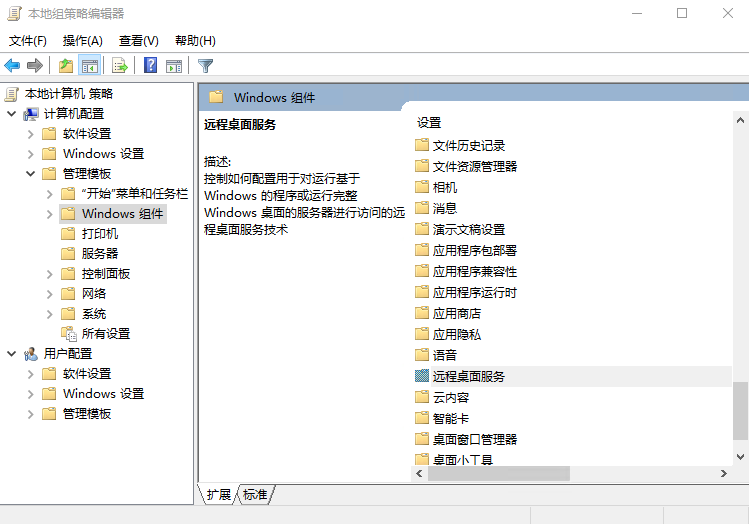 本地组策略编辑器
文件(F) 操作(A) 查看(V) 帮助(H)
本地计算机 策略
计算机配置
软件设置
Windows 设置
管理模板
“开始”菜单和任务栏
Windows 组件
打印机
服务器
控制面板
网络
系统
所有设置
用户配置
软件设置
Windows 设置
管理模板
Windows 组件
远程桌面服务
描述:
控制如何配置用于对运行基于
Windows 的程序或运行完整
Windows 桌面的服务器进行访问的远
程桌面服务技术
设置
文件历史记录
文件资源管理器
相机
消息
演示文稿设置
应用程序包部署
应用程序兼容性
应用程序运行时
应用商店
应用隐私
语音
远程桌面服务
云内容
智能卡
桌面窗口管理器
桌面小工具
扩展 标准